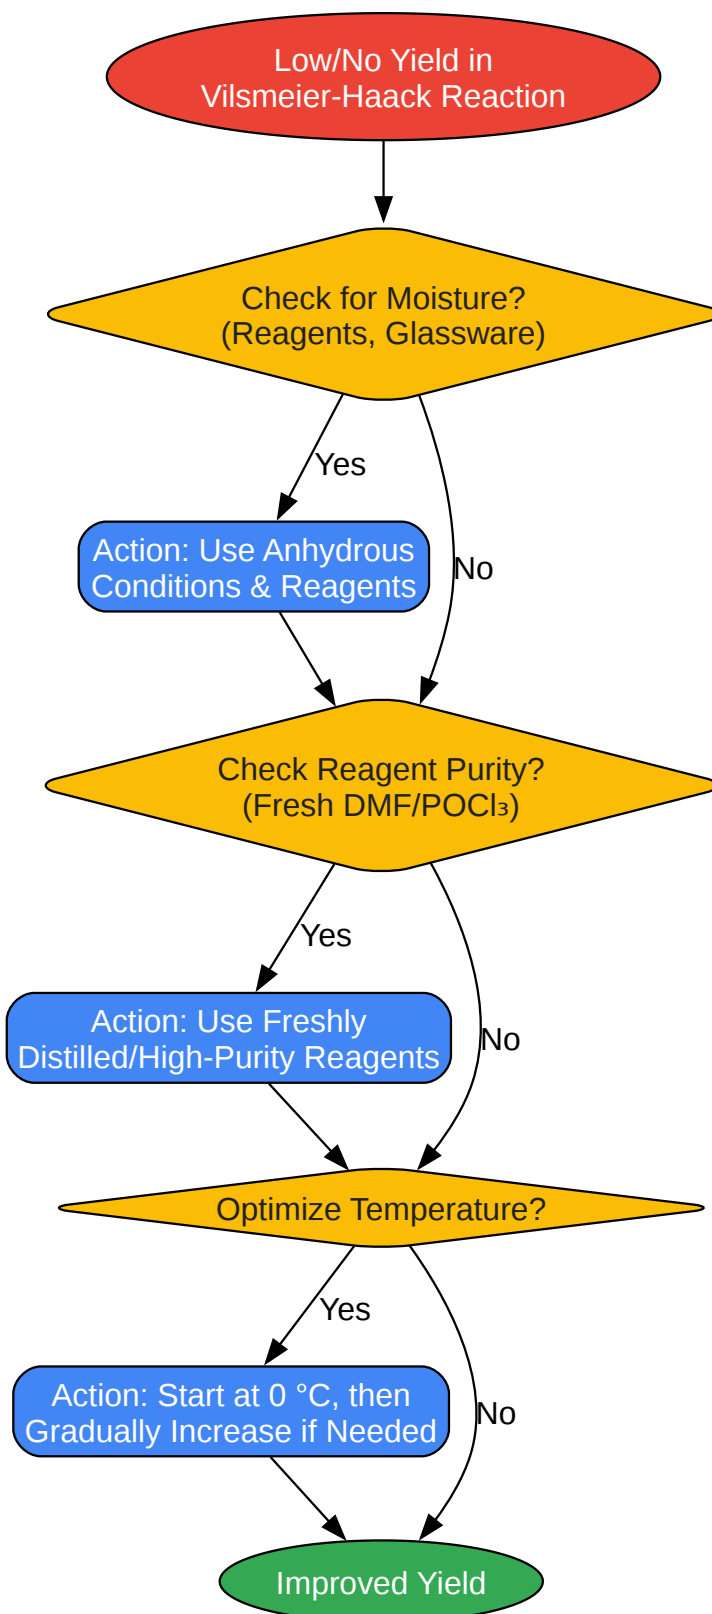 Low/No Yield in
Vilsmeier-Haack Reaction
Check for Moisture?
(Reagents, Glassware)
Yes
Action: Use Anhydrous
Conditions & Reagents
No
Check Reagent Purity?
(Fresh DMF/POCl₃)
Yes
Action: Use Freshly
Distilled/High-Purity Reagents
No
Optimize Temperature?
Yes
Action: Start at 0 °C, then
Gradually Increase if Needed
No
Improved Yield